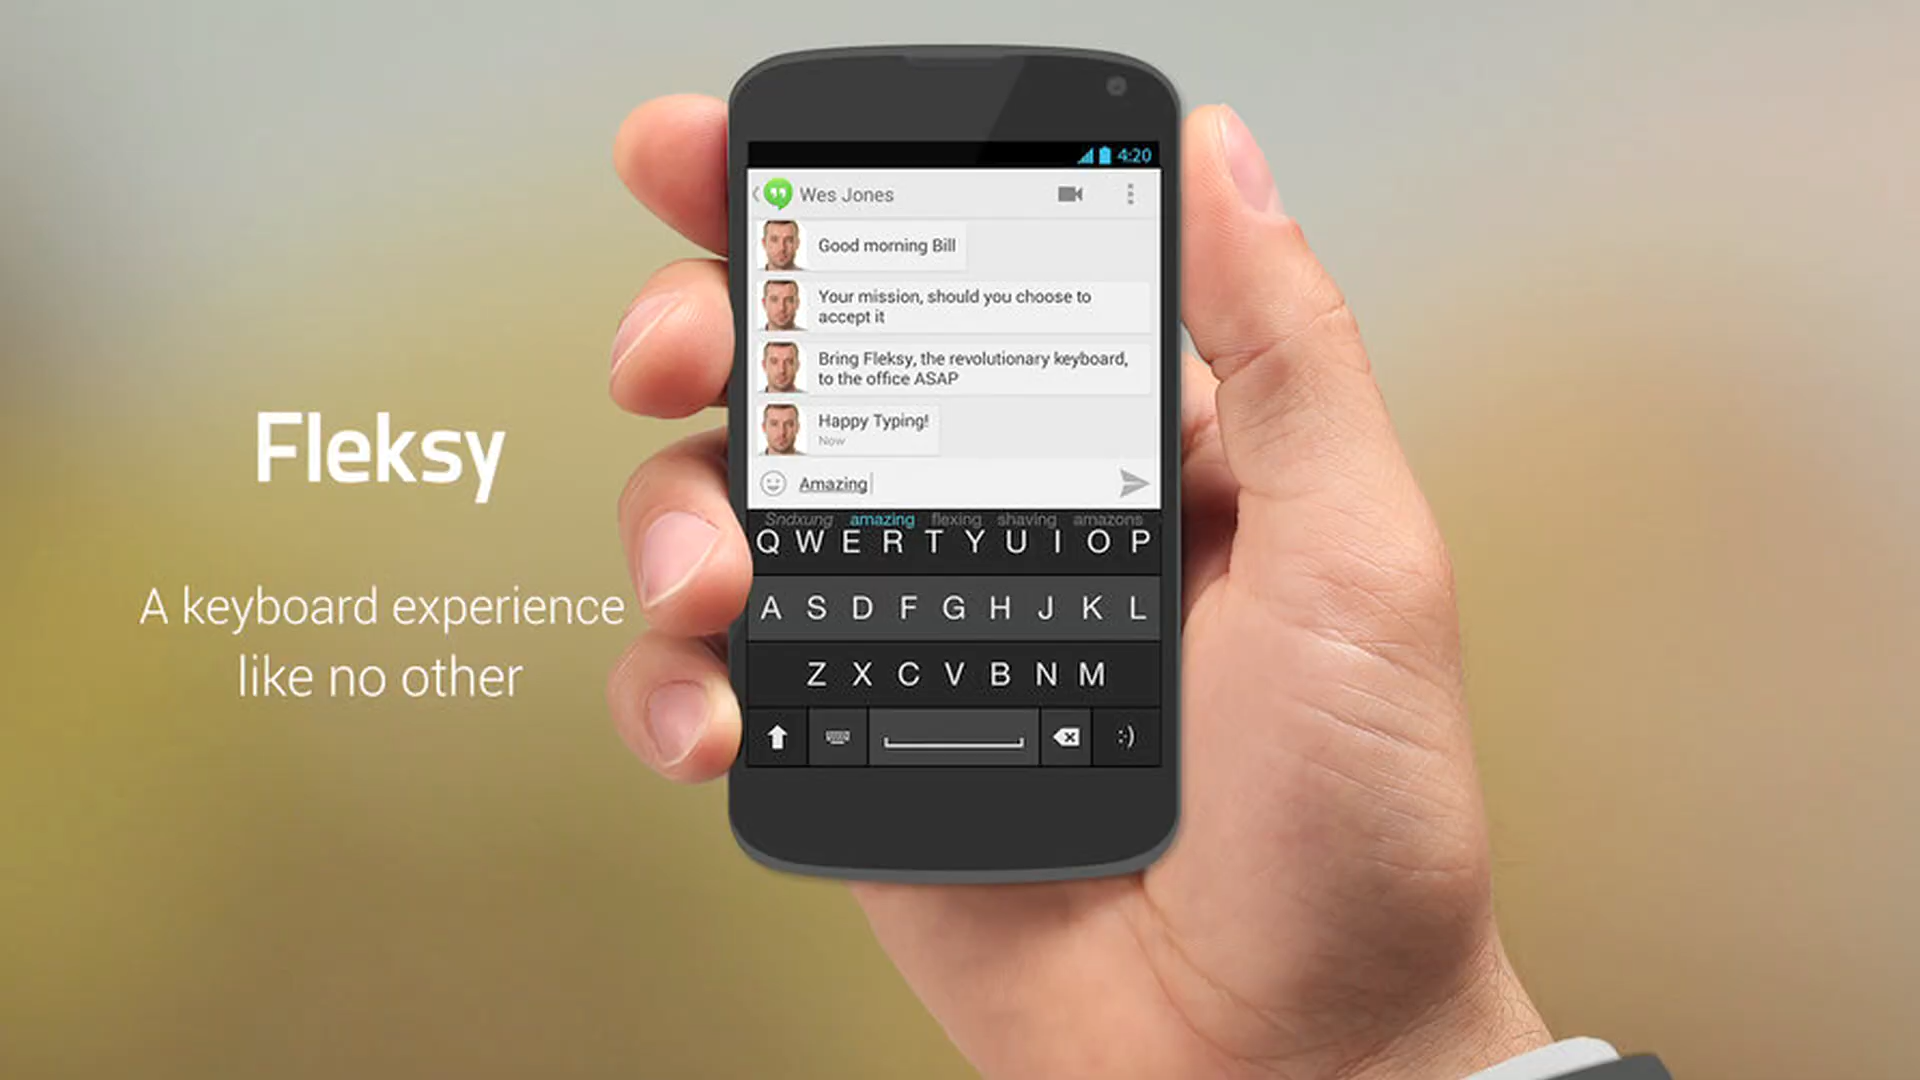 Fleksy
A keyboard experience
like no other
4:20
Wes Jones
Good morning Bill
Your mission, should you choose to
accept it
Bring Fleksy, the revolutionary keyboard,
to the office ASAP
Happy Typing!
Now
Amazing
Sndxung amazing flexing shaving amazons
Q W E R T Y U I O P
A S D F G H J K L
Z X C V B N M
:)